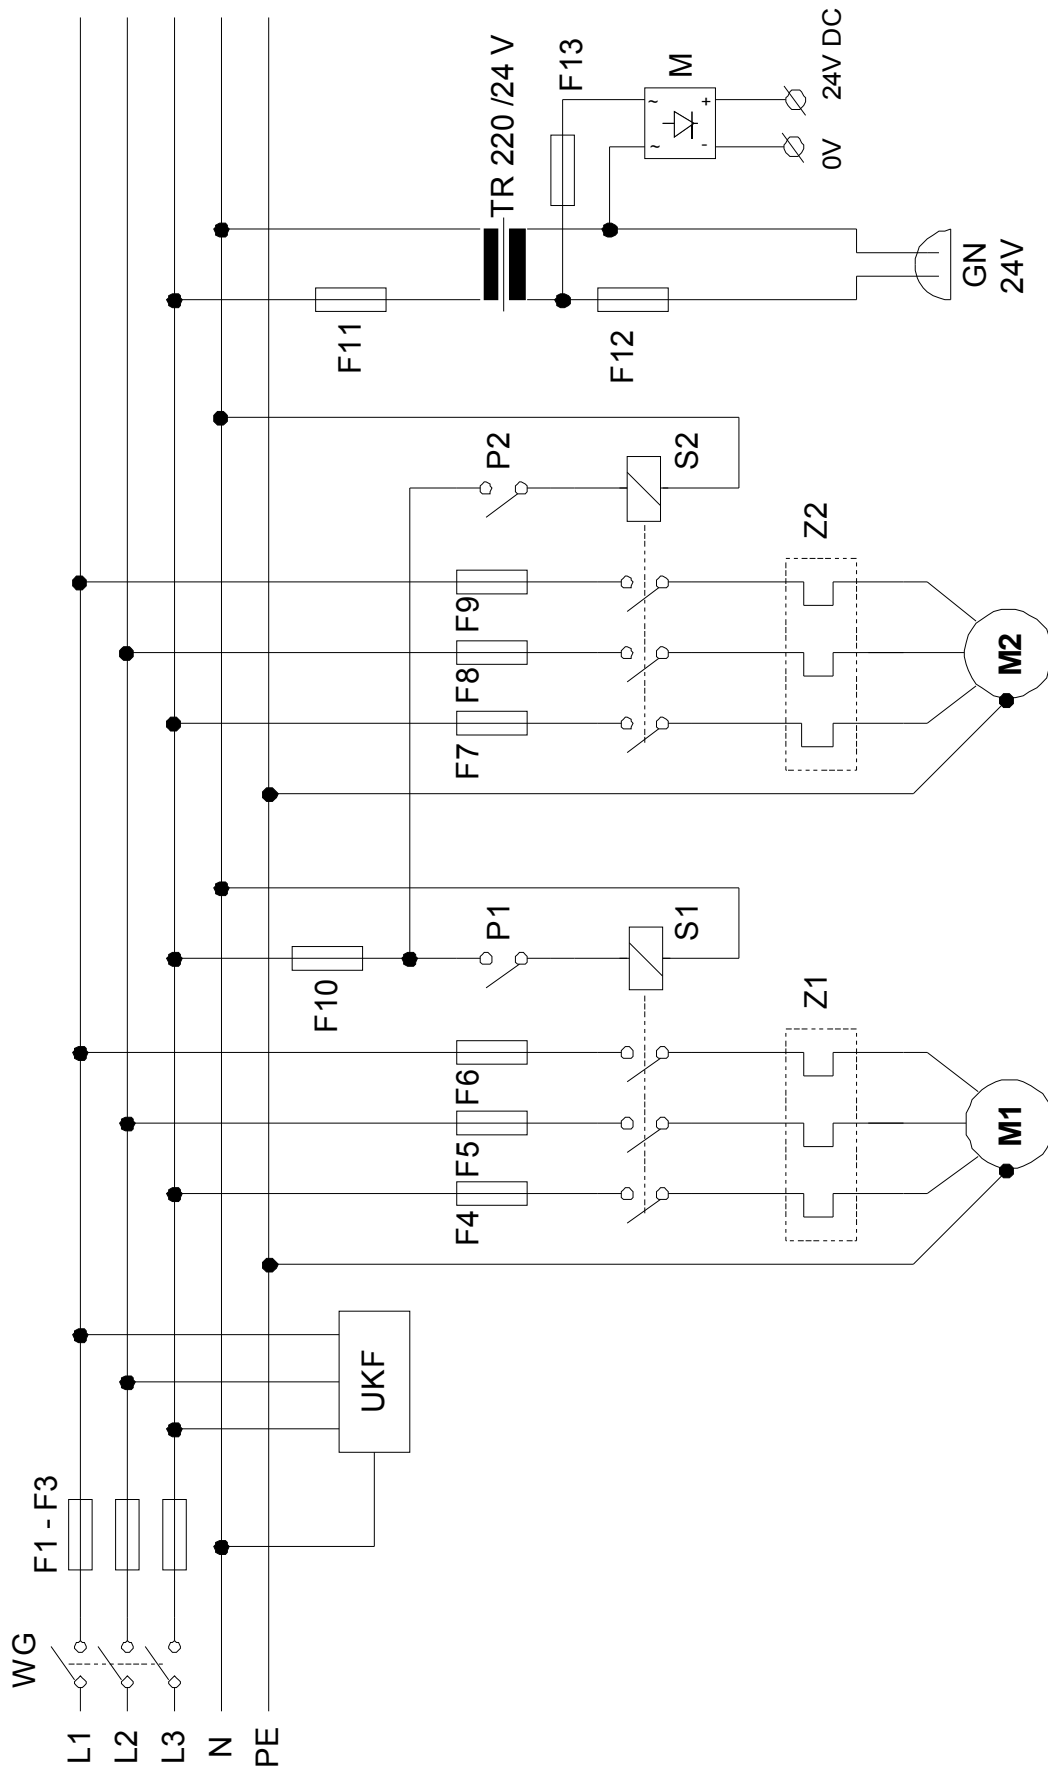 WG
F1 - F3
L1
L2
L3
N
PE
UKF
F4
F5
F6
F10
P1
S1
Z1
M1
F7
F8
F9
P2
S2
Z2
M2
F11
TR 220 /24 V
F12
F13
M
~
~
-
+
0V
24V DC
GN
24V